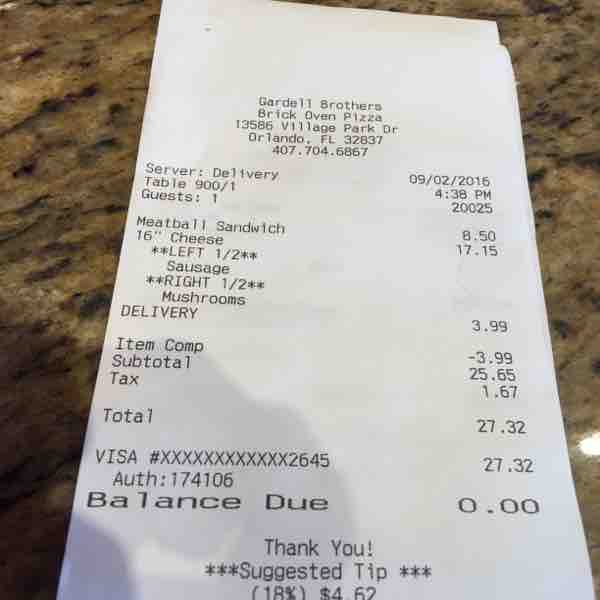 Gardell Brothers
Brick Oven Pizza
13586 Village Park Dr
Orlando, FL 32837
407.704.6867
Server: Delivery 09/02/2016
Table 900/1 4:38 PM
Guests: 1 20025
Meatball Sandwich 8.50
16" Cheese 17.15
**LEFT 1/2**
Sausage
**RIGHT 1/2**
Mushrooms
DELIVERY 3.99
Item Comp -3.99
Subtotal 25.65
Tax 1.67
Total 27.32
VISA #XXXXXXXXXXXX2645 27.32
Auth:174106
Balance Due 0.00
Thank You!
***Suggested Tip ***
(18%) $4.62